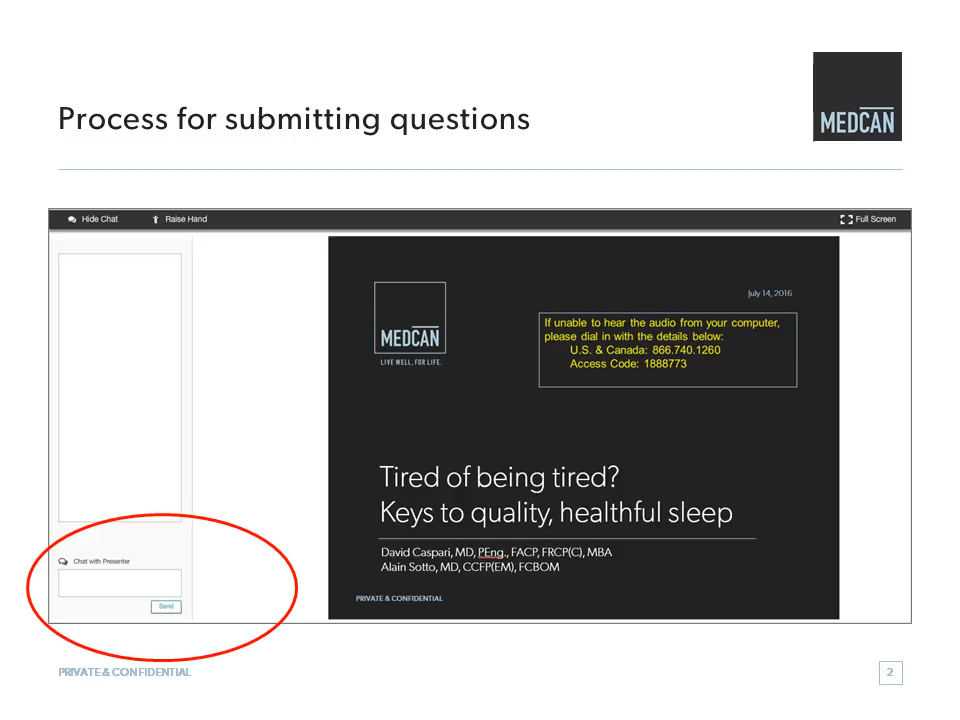 Process for submitting questions
MEDCAN
Hide Chat
Raise Hand
Full Screen
July 14, 2016
MEDCAN
LIVE WELL, FOR LIFE.
If unable to hear the audio from your computer,
please dial in with the details below:
U.S. & Canada: 866.740.1260
Access Code: 1888773
Tired of being tired?
Keys to quality, healthful sleep
David Caspari, MD, PEng., FACP, FRCP(C), MBA
Alain Sotto, MD, CCFP(EM), FCBOM
PRIVATE & CONFIDENTIAL
Chat with Presenter
Send
PRIVATE & CONFIDENTIAL
2